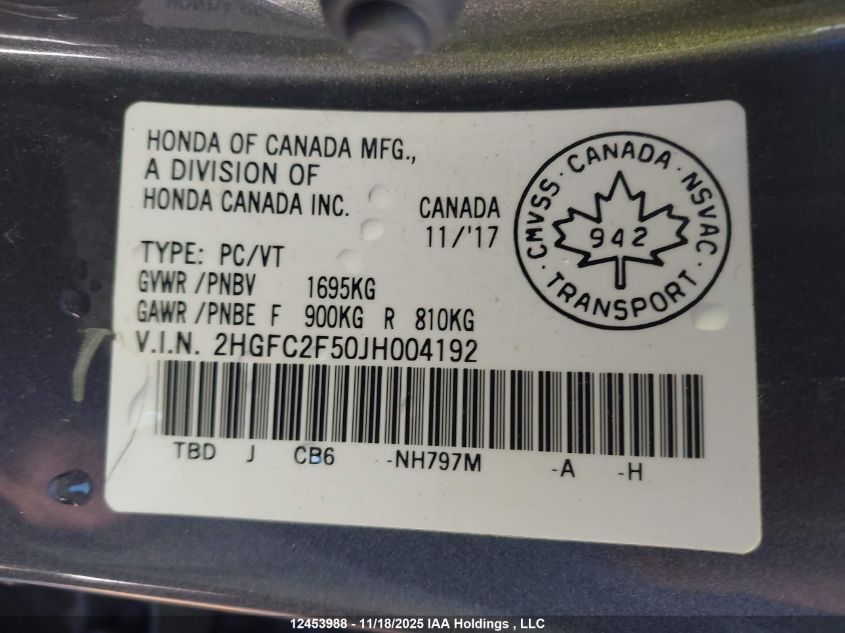 HONDA OF CANADA MFG.,
A DIVISION OF
HONDA CANADA INC.
CANADA
11/'17
CMVSS · CANADA · NSVAC · TRANSPORT ·
942
TYPE: PC/VT
GVWR /PNBV 1695KG
GAWR /PNBE F 900KG R 810KG
V.I.N. 2HGFC2F50JH004192
TBD J CB6 -NH797M -A -H
12453988 - 11/18/2025 IAA Holdings , LLC